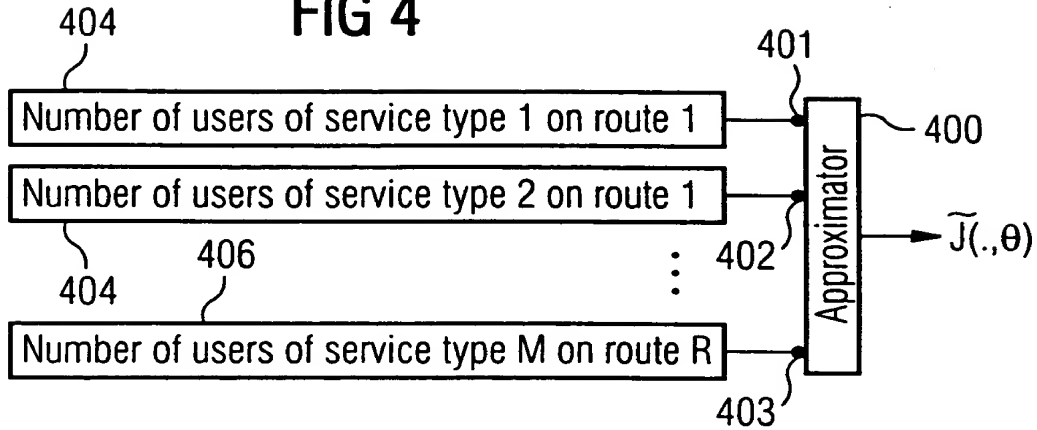 FIG 4
404
401
Number of users of service type 1 on route 1
400
Number of users of service type 2 on route 1
Approximator
J̃(.,θ)
402
404
406
⋮
Number of users of service type M on route R
403